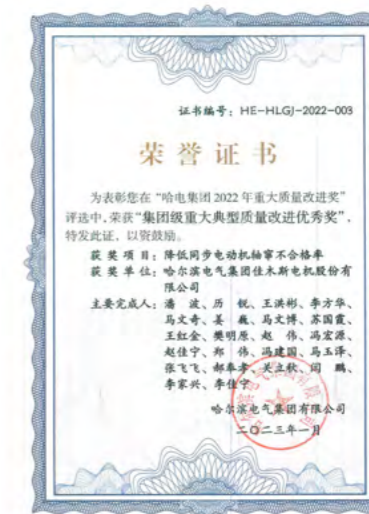 证书编号：HE-HLGJ-2022-003
荣誉证书
为表彰您在“哈电集团2022年重大质量改进奖”
评选中，荣获“集团级重大典型质量改进优秀奖”，
特发此证，以资鼓励。
获奖项目：降低同步电动机轴窜不合格率
获奖单位：哈尔滨电气集团佳木斯电机股份有
限公司
主要完成人：潘 波、历 锐、王洪彬、李方华、
马文奇、姜 巍、马文博、苏国霞、
王红金、樊明原、赵 伟、冯宏源、
赵佳宁、郑 伟、冯建国、马玉泽、
张飞飞、郝奉孝、关立秋、闫 鹏、
李家兴、李佳宁
哈尔滨电气集团有限公司
二〇二三年一月